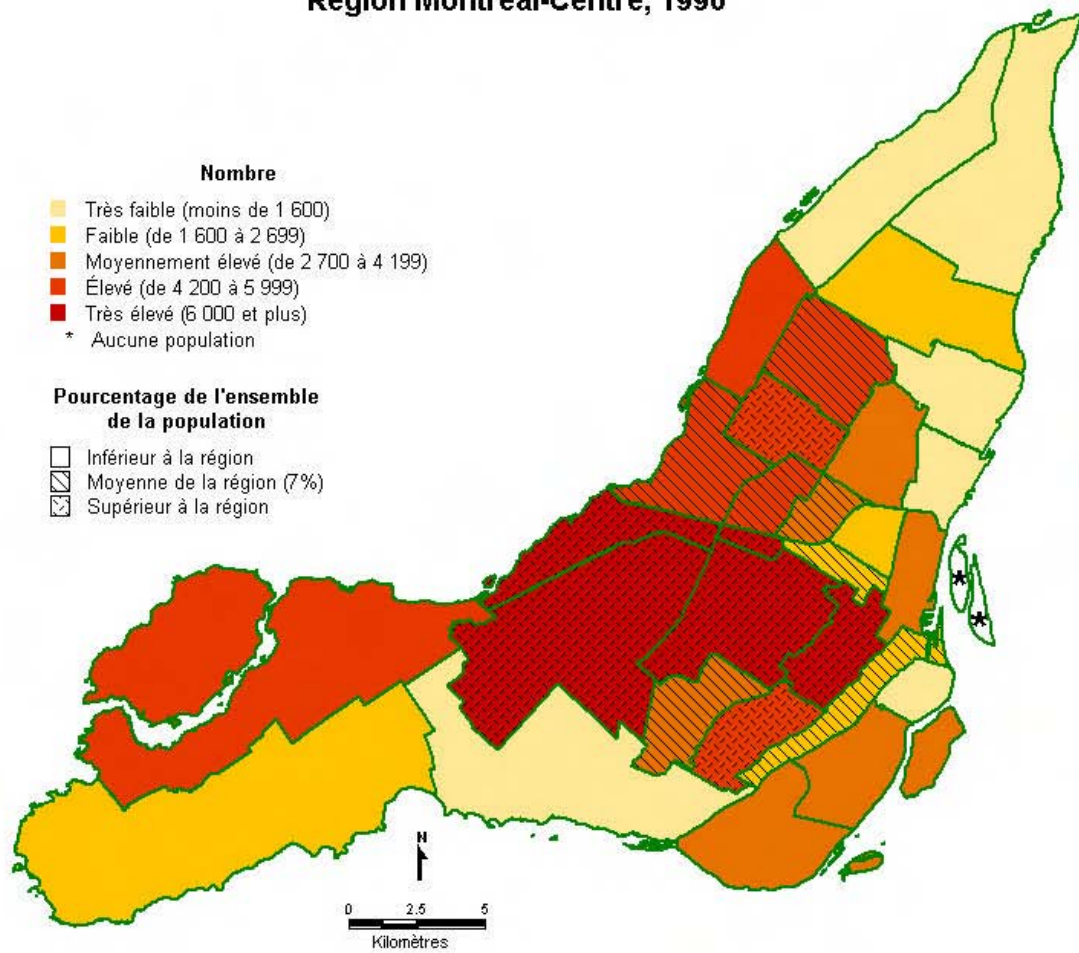 Région Montréal-Centre, 1996
Nombre
Très faible (moins de 1 600)
Faible (de 1 600 à 2 699)
Moyennement élevé (de 2 700 à 4 199)
Élevé (de 4 200 à 5 999)
Très élevé (6 000 et plus)
* Aucune population
Pourcentage de l'ensemble
de la population
Inférieur à la région
Moyenne de la région (7%)
Supérieur à la région
*
*
N
0 2.5 5
Kilomètres